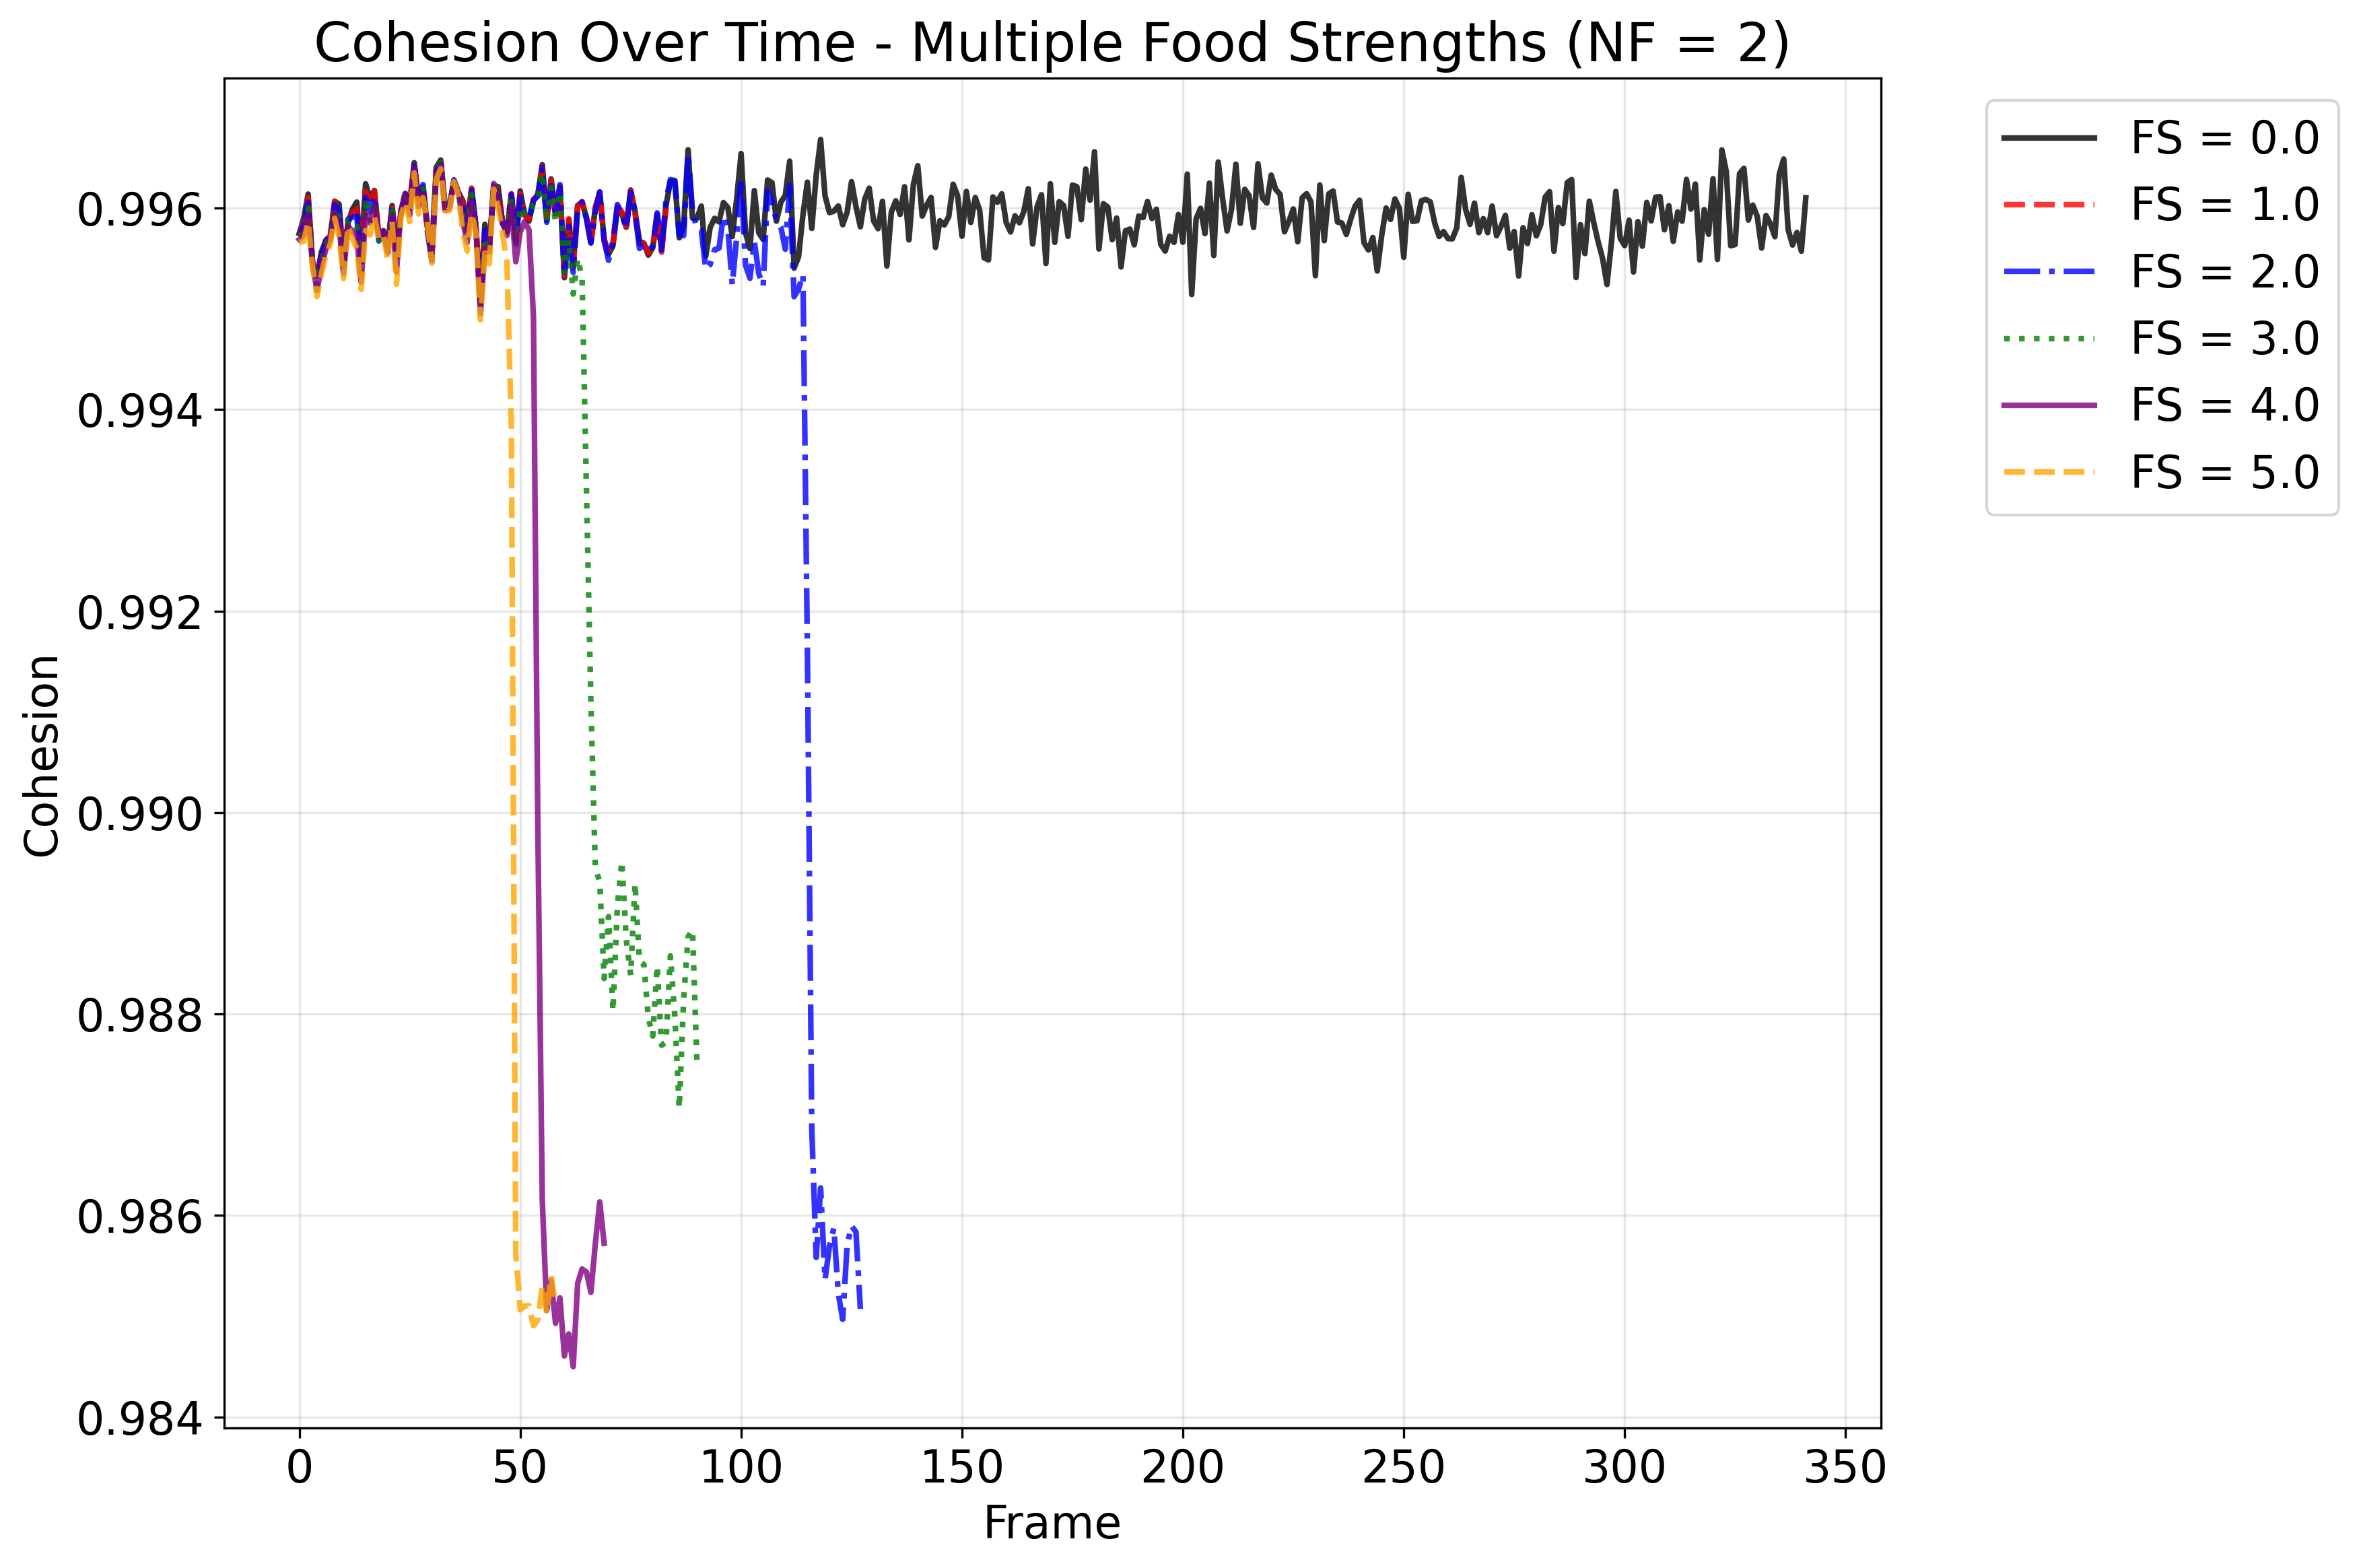 Cohesion Over Time - Multiple Food Strengths (NF = 2)
FS = 0.0
FS = 1.0
FS = 2.0
FS = 3.0
FS = 4.0
FS = 5.0
Cohesion
0.996
0.994
0.992
0.990
0.988
0.986
0.984
0 50 100 150 200 250 300 350
Frame